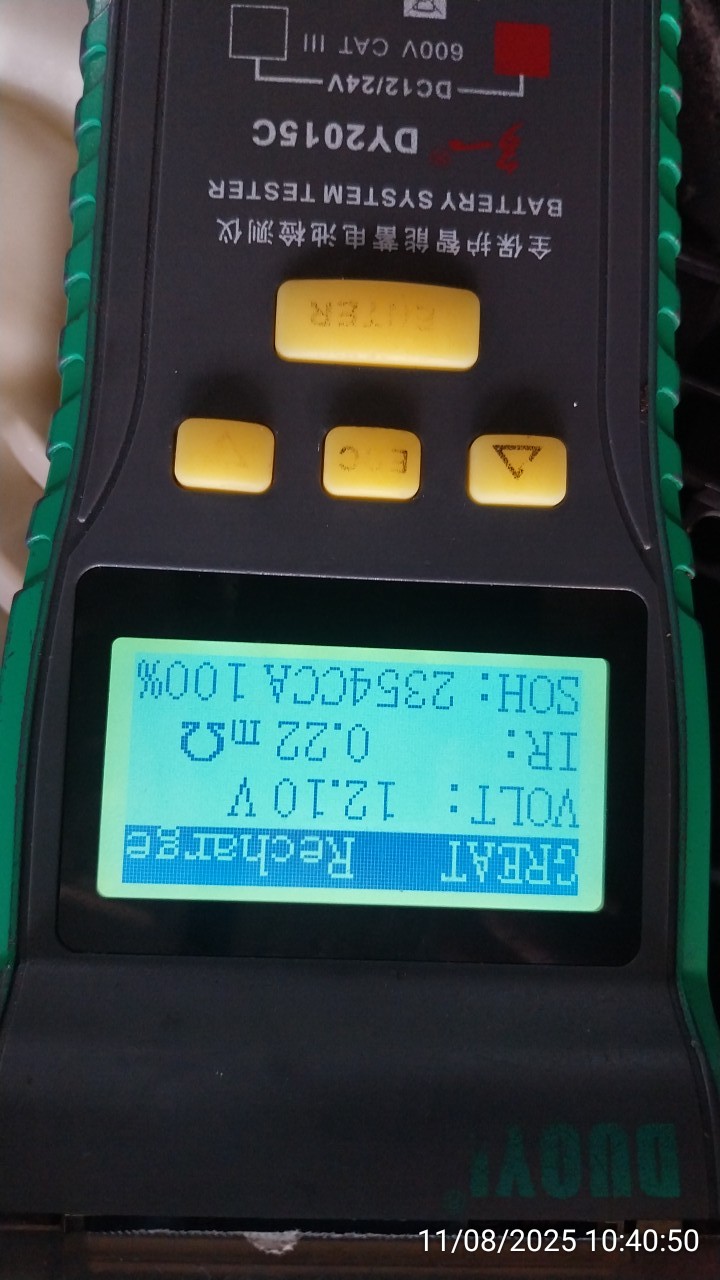 DUOYI
GREAT Recharge
VOLT: 12.10 V
IR: 0.22 mΩ
SOH: 2354CCA 100%
ESC
ENTER
全保护智能蓄电池检测仪
BATTERY SYSTEM TESTER
DY2015C
DC12/24V
600V CAT III
11/08/2025 10:40:50